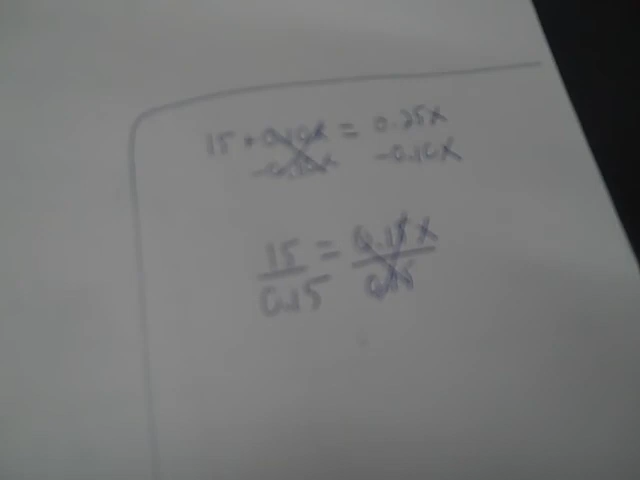 15 + 0.10x = 0.25x
-0.10x -0.10x
15 = 0.15x
0.15 0.15